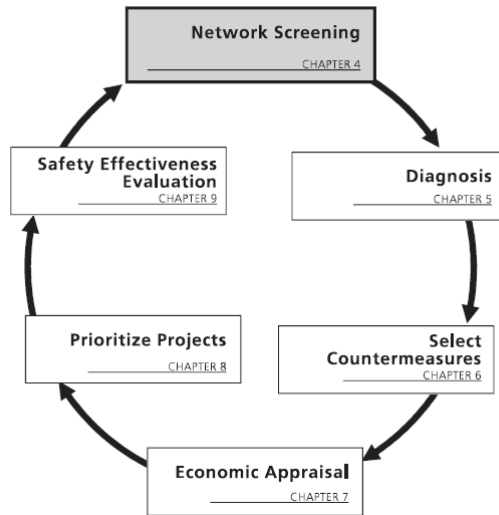 Network Screening
CHAPTER 4
Diagnosis
CHAPTER 5
Select
Countermeasures
CHAPTER 6
Economic Appraisal
CHAPTER 7
Prioritize Projects
CHAPTER 8
Safety Effectiveness
Evaluation
CHAPTER 9